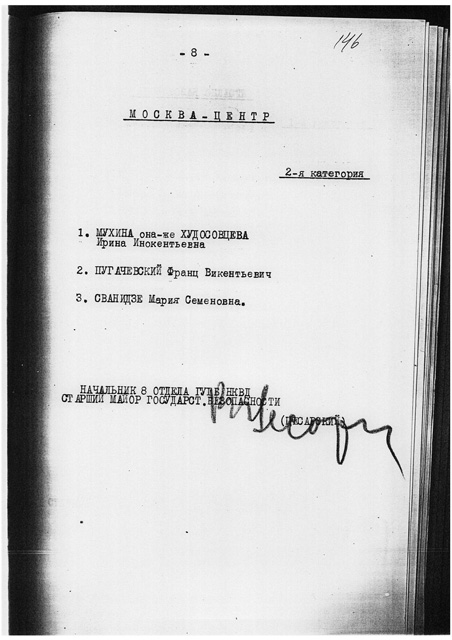 - 8 -
146
МОСКВА-ЦЕНТР
2-я категория
1. МУХИНА она-же ХУДОСОВЦЕВА
Ирина Инокентьевна
2. ПУГАЧЕВСКИЙ Франц Викентьевич
3. СВАНИДЗЕ Мария Семеновна.
НАЧАЛЬНИК 8 ОТДЕЛА ГУГБ НКВД
СТАРШИЙ МАЙОР ГОСУДАРСТ. БЕЗОПАСНОСТИ
(ЦЕСАРСКИЙ)